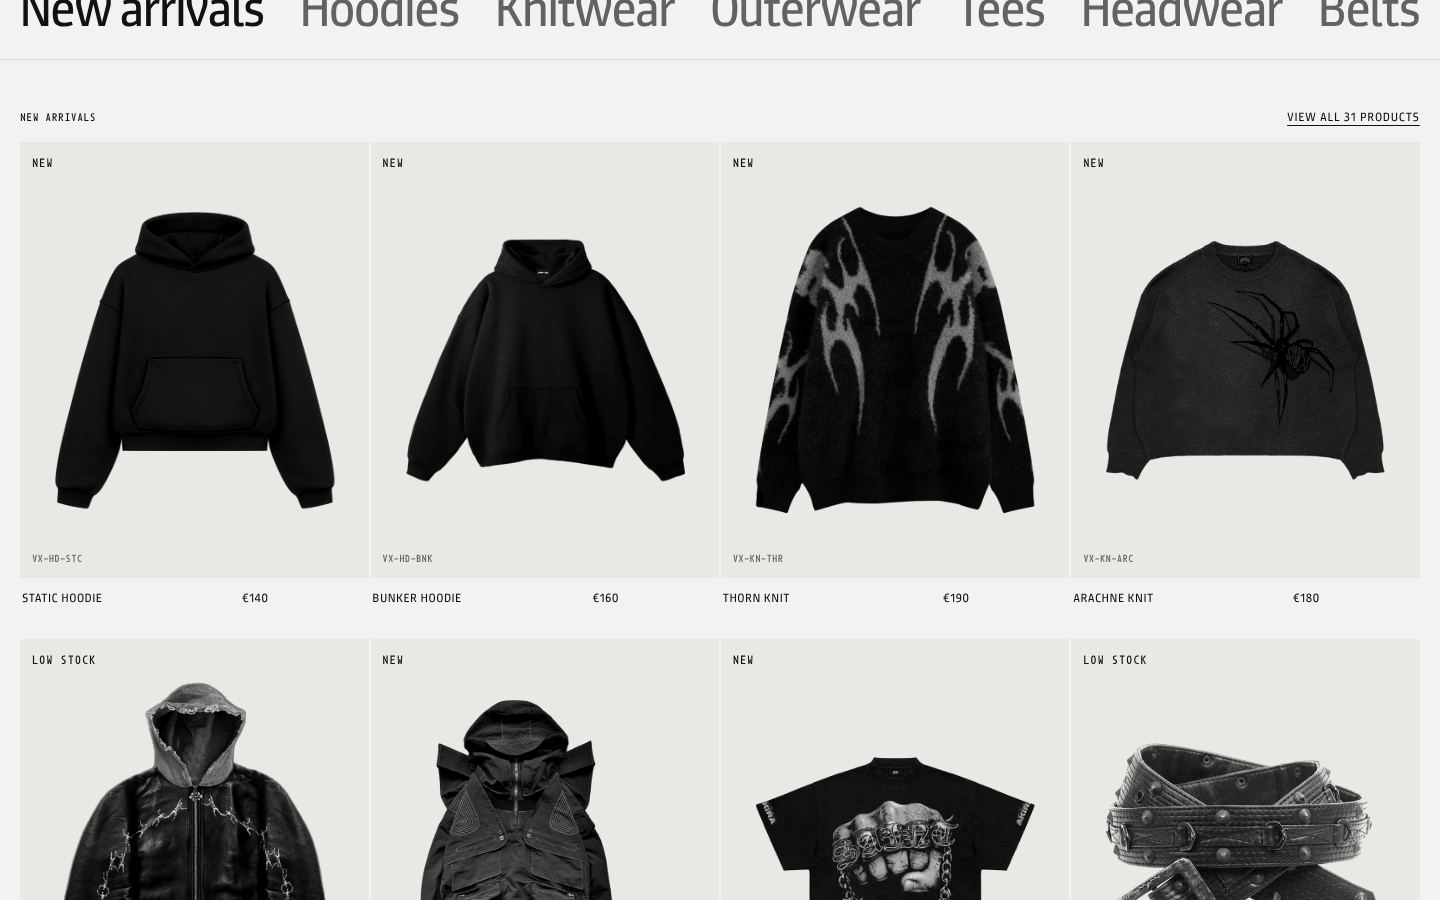 New arrivals Hoodies Knitwear Outerwear Tees Headwear Belts
NEW ARRIVALS VIEW ALL 31 PRODUCTS
NEW NEW NEW NEW
VX-HD-STC VX-HD-BNK VX-KN-THR VX-KN-ARC
STATIC HOODIE €140 BUNKER HOODIE €160 THORN KNIT €190 ARACHNE KNIT €180
LOW STOCK NEW NEW LOW STOCK